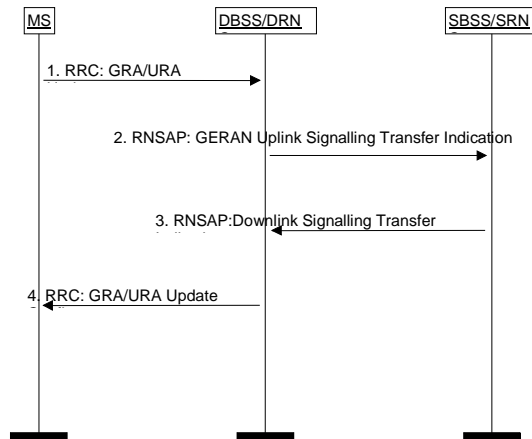 MS
DBSS/DRN
SBSS/SRN
1. RRC: GRA/URA
2. RNSAP: GERAN Uplink Signalling Transfer Indication
3. RNSAP:Downlink Signalling Transfer
4. RRC: GRA/URA Update